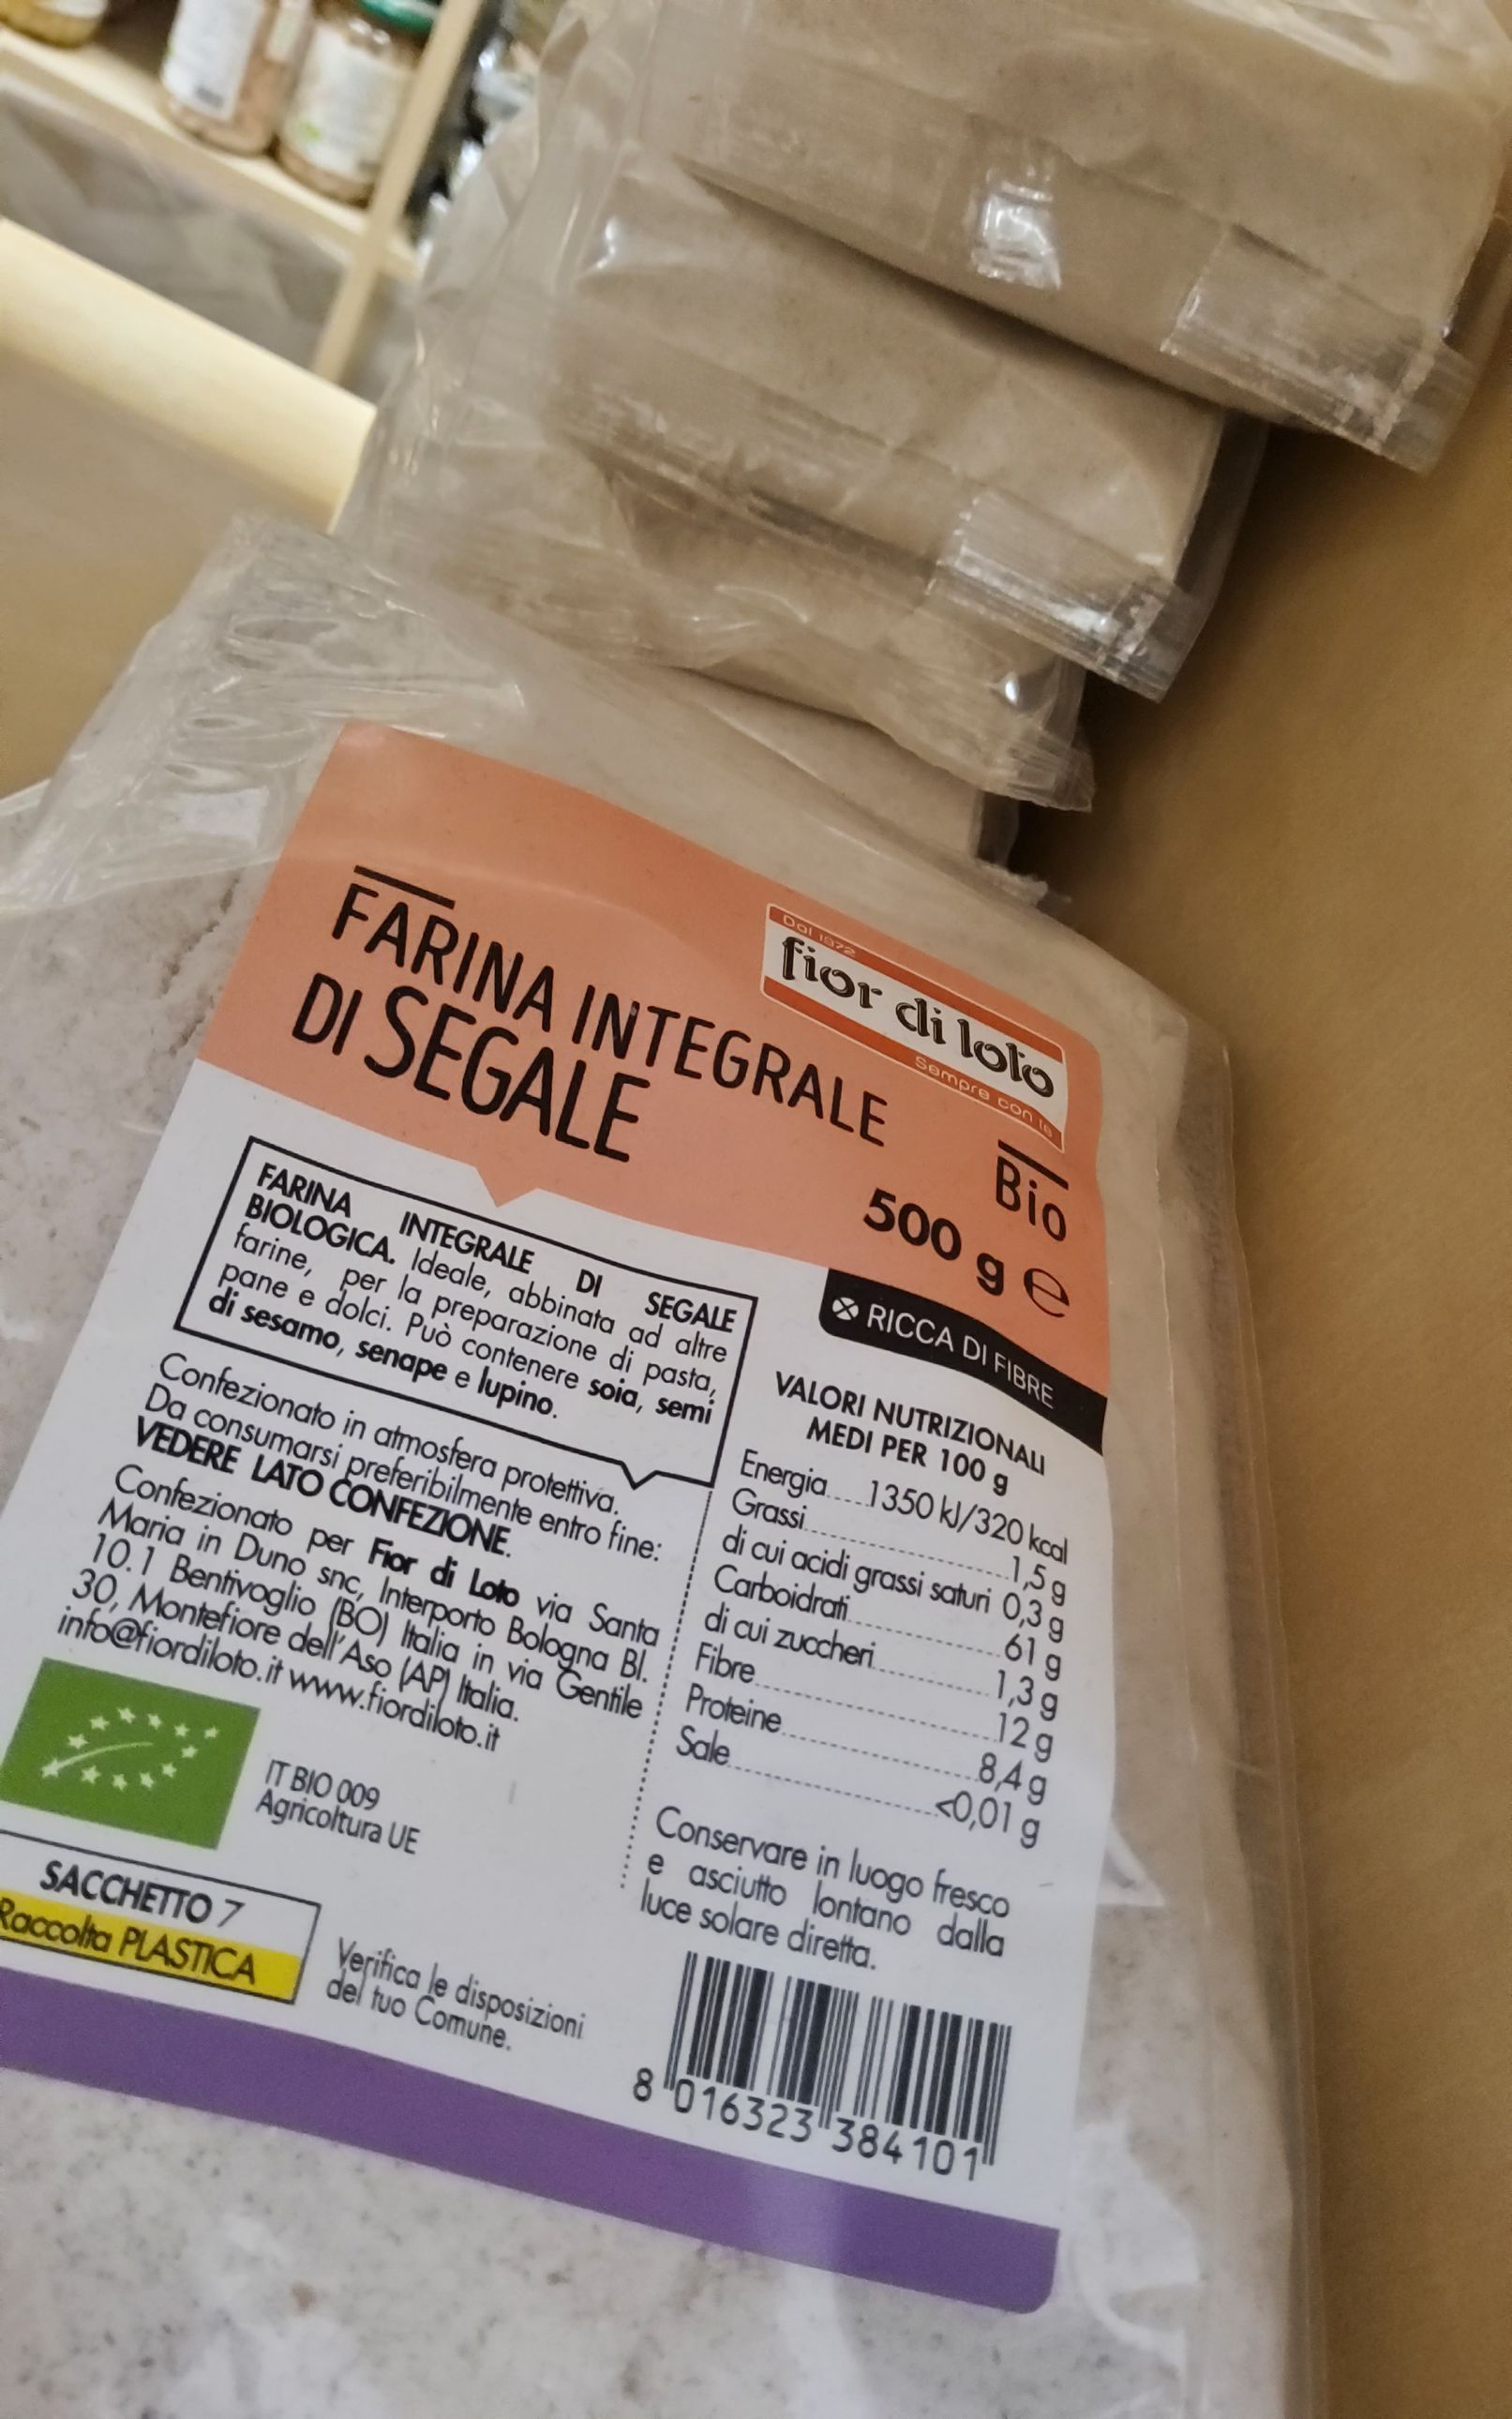 Dal 1972
fior di loto
Sempre con te
FARINA INTEGRALE
DI SEGALE
Bio
500 g ℮
RICCA DI FIBRE
FARINA INTEGRALE DI SEGALE
BIOLOGICA. Ideale, abbinata ad altre
farine, per la preparazione di pasta,
pane e dolci. Può contenere soia, semi
di sesamo, senape e lupino.
Confezionato in atmosfera protettiva.
Da consumarsi preferibilmente entro fine:
VEDERE LATO CONFEZIONE.
Confezionato per Fior di Loto via Santa
Maria in Duno snc, Interporto Bologna Bl.
10.1 Bentivoglio (BO) Italia in via Gentile
30, Montefiore dell'Aso (AP) Italia.
info@fiordiloto.it www.fiordiloto.it
IT BIO 009
Agricoltura UE
SACCHETTO 7
Raccolta PLASTICA
Verifica le disposizioni
del tuo Comune.
VALORI NUTRIZIONALI
MEDI PER 100 g
Energia.....1350 kJ/320 kcal
Grassi..................1,5 g
di cui acidi grassi saturi 0,3 g
Carboidrati..............61 g
di cui zuccheri...........1,3 g
Fibre....................12 g
Proteine.................8,4 g
Sale....................<0,01 g
Conservare in luogo fresco
e asciutto lontano dalla
luce solare diretta.
8 016323 384101